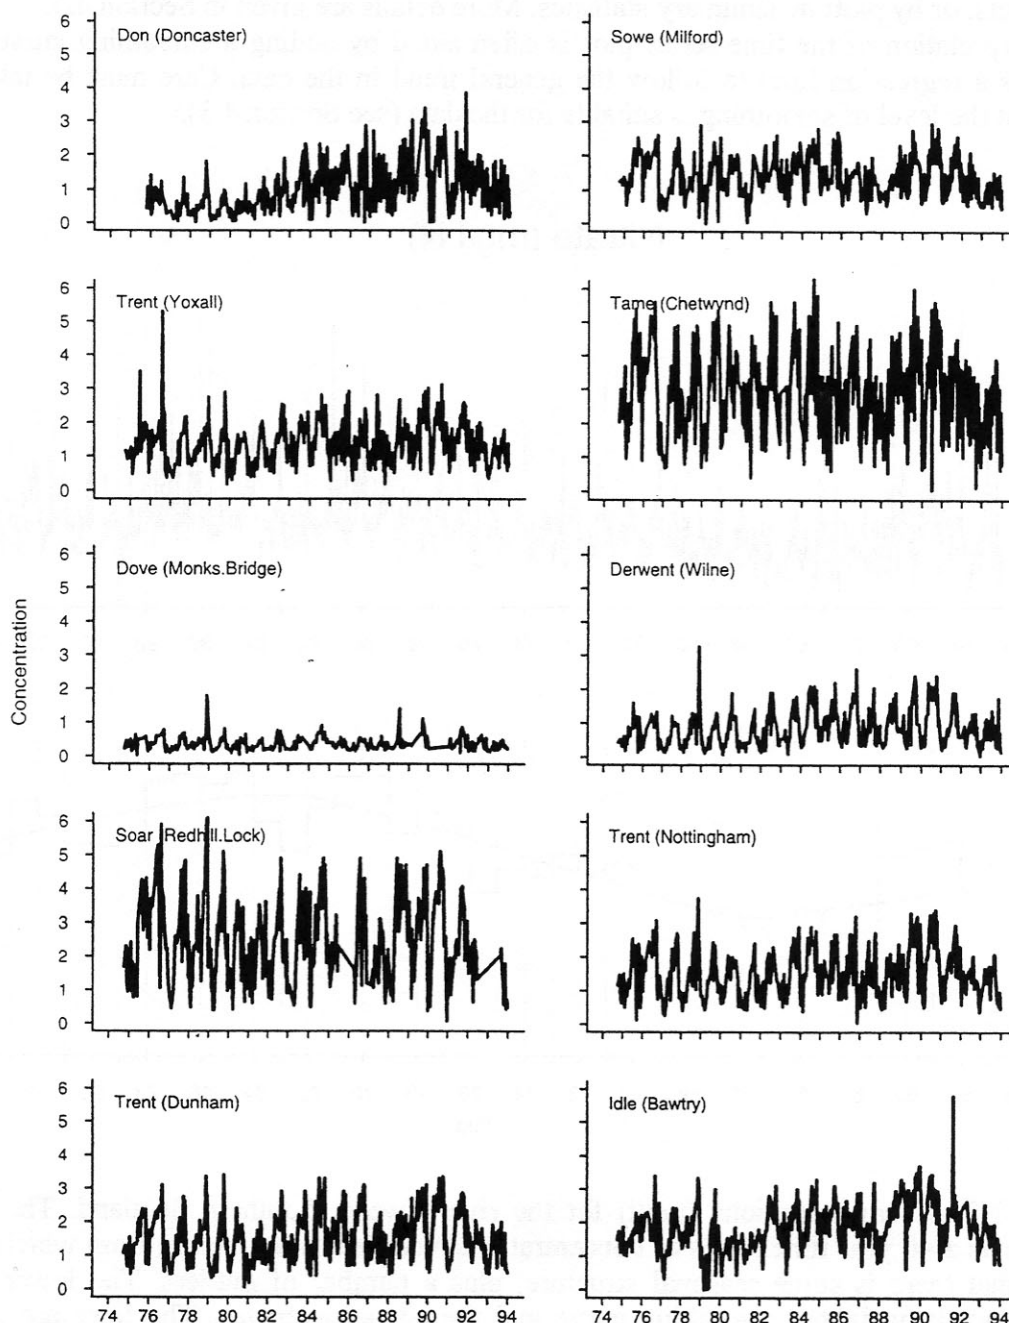 6
5
4
3
2
1
0
Don (Doncaster)
Sowe (Milford)
6
5
4
3
2
1
0
Trent (Yoxall)
Tame (Chetwynd)
6
5
4
3
2
1
0
Dove (Monks.Bridge)
Derwent (Wilne)
Concentration
6
5
4
3
2
1
0
Soar (Redhill.Lock)
Trent (Nottingham)
6
5
4
3
2
1
0
Trent (Dunham)
Idle (Bawtry)
74 76 78 80 82 84 86 88 90 92 94
74 76 78 80 82 84 86 88 90 92 94